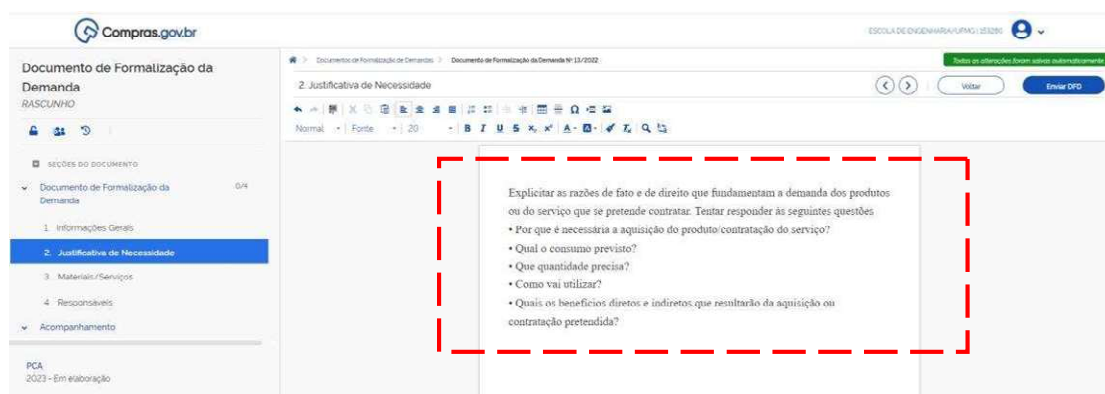 Compras.gov.br
ESCOLA DE ENGENHARIA/UFMG | 153280
Documento de Formalização da
Demanda
RASCUNHO
SEÇÕES DO DOCUMENTO
Documento de Formalização da
Demanda
0/4
1. Informações Gerais
2. Justificativa de Necessidade
3. Materiais/Serviços
4. Responsáveis
Acompanhamento
PCA
2023 - Em elaboração
Documentos de Formalização de Demandas > Documento de Formalização da Demanda Nº 13/2022
Todas as alterações foram salvas automaticamente
2. Justificativa de Necessidade
Voltar
Enviar DFD
Normal Fonte 20
Explicitar as razões de fato e de direito que fundamentam a demanda dos produtos
ou do serviço que se pretende contratar. Tentar responder às seguintes questões
• Por que é necessária a aquisição do produto/contratação do serviço?
• Qual o consumo previsto?
• Que quantidade precisa?
• Como vai utilizar?
• Quais os benefícios diretos e indiretos que resultarão da aquisição ou
contratação pretendida?